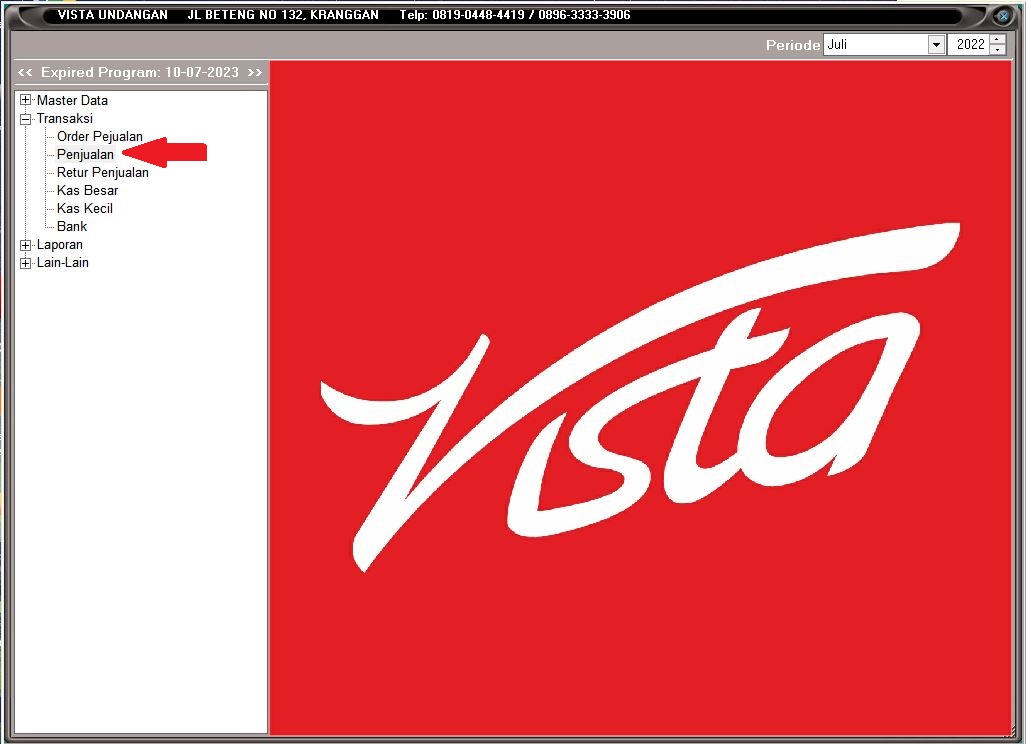 VISTA UNDANGAN JL BETENG NO 132, KRANGGAN Telp: 0819-0448-4419 / 0896-3333-3906
Periode Juli 2022
<< Expired Program: 10-07-2023 >>
Master Data
Transaksi
Order Pejualan
Penjualan
Retur Penjualan
Kas Besar
Kas Kecil
Bank
Laporan
Lain-Lain
Vista